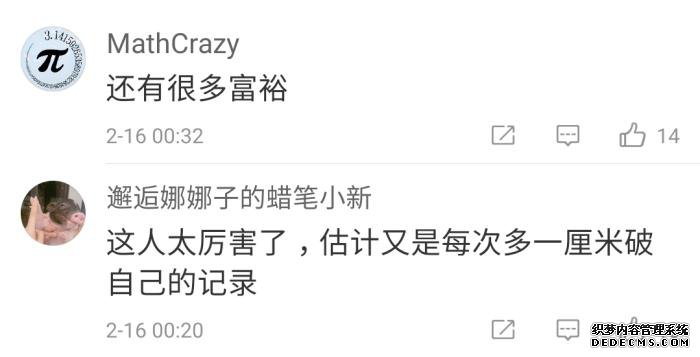 MathCrazy
还有很多富裕
2-16 00:32
14
邂逅娜娜子的蜡笔小新
这人太厉害了，估计又是每次多一厘米破
自己的记录
2-16 00:20
织梦内容管理系统
DEDECMS.COM